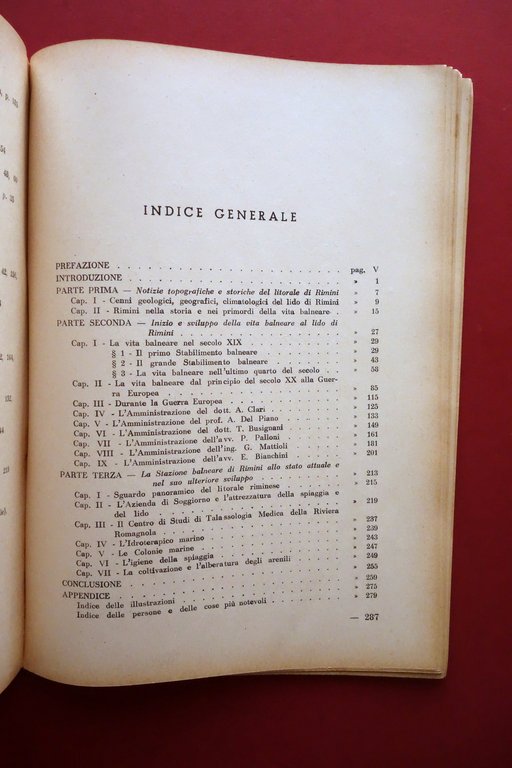 INDICE GENERALE
PREFAZIONE . . . pag. V
INTRODUZIONE . . . » 1
PARTE PRIMA — Notizie topografiche e storiche del litorale di Rimini » 7
Cap. I - Cenni geologici, geografici, climatologici del lido di Rimini » 9
Cap. II - Rimini nella storia e nei primordi della vita balneare . » 15
PARTE SECONDA — Inizio e sviluppo della vita balneare al lido di
Rimini . . . » 27
Cap. I - La vita balneare nel secolo XIX . . . » 29
§ 1 - Il primo Stabilimento balneare . . . » 29
§ 2 - Il grande Stabilimento balneare . . . » 43
§ 3 - La vita balneare nell'ultimo quarto del secolo . » 58
Cap. II - La vita balneare dal principio del secolo XX alla Guer-
ra Europea . . . » 85
Cap. III - Durante la Guerra Europea . . . » 115
Cap. IV - L'Amministrazione del dott. A. Clari . . . » 125
Cap. V - L'Amministrazione del prof. A. Del Piano . . . » 133
Cap. VI - L'Amministrazione del dott. T. Busignani . . . » 149
Cap. VII - L'Amministrazione dell'avv. P. Palloni . . . » 161
Cap. VIII - L'Amministrazione dell'ing. G. Mattioli . . . » 181
Cap. IX - L'Amministrazione dell'avv. E. Bianchini . . . » 201
PARTE TERZA — La Stazione balneare di Rimini allo stato attuale e
nel suo ulteriore sviluppo . . . » 213
Cap. I - Sguardo panoramico del litorale riminese . . . » 215
Cap. II - L'Azienda di Soggiorno e l'attrezzatura della spiaggia e
del lido . . . » 219
Cap. III - Il Centro di Studi di Talassologia Medica della Riviera
Romagnola . . . » 237
Cap. IV - L'Idroterapico marino . . . » 239
Cap. V - Le Colonie marine . . . » 243
Cap. VI - L'igiene della spiaggia . . . » 247
Cap. VII - La coltivazione e l'alberatura degli arenili . . . » 249
CONCLUSIONE . . . » 255
APPENDICE . . . » 259
Indice delle illustrazioni . . . » 275
Indice delle persone e delle cose più notevoli . . . » 279
— 287